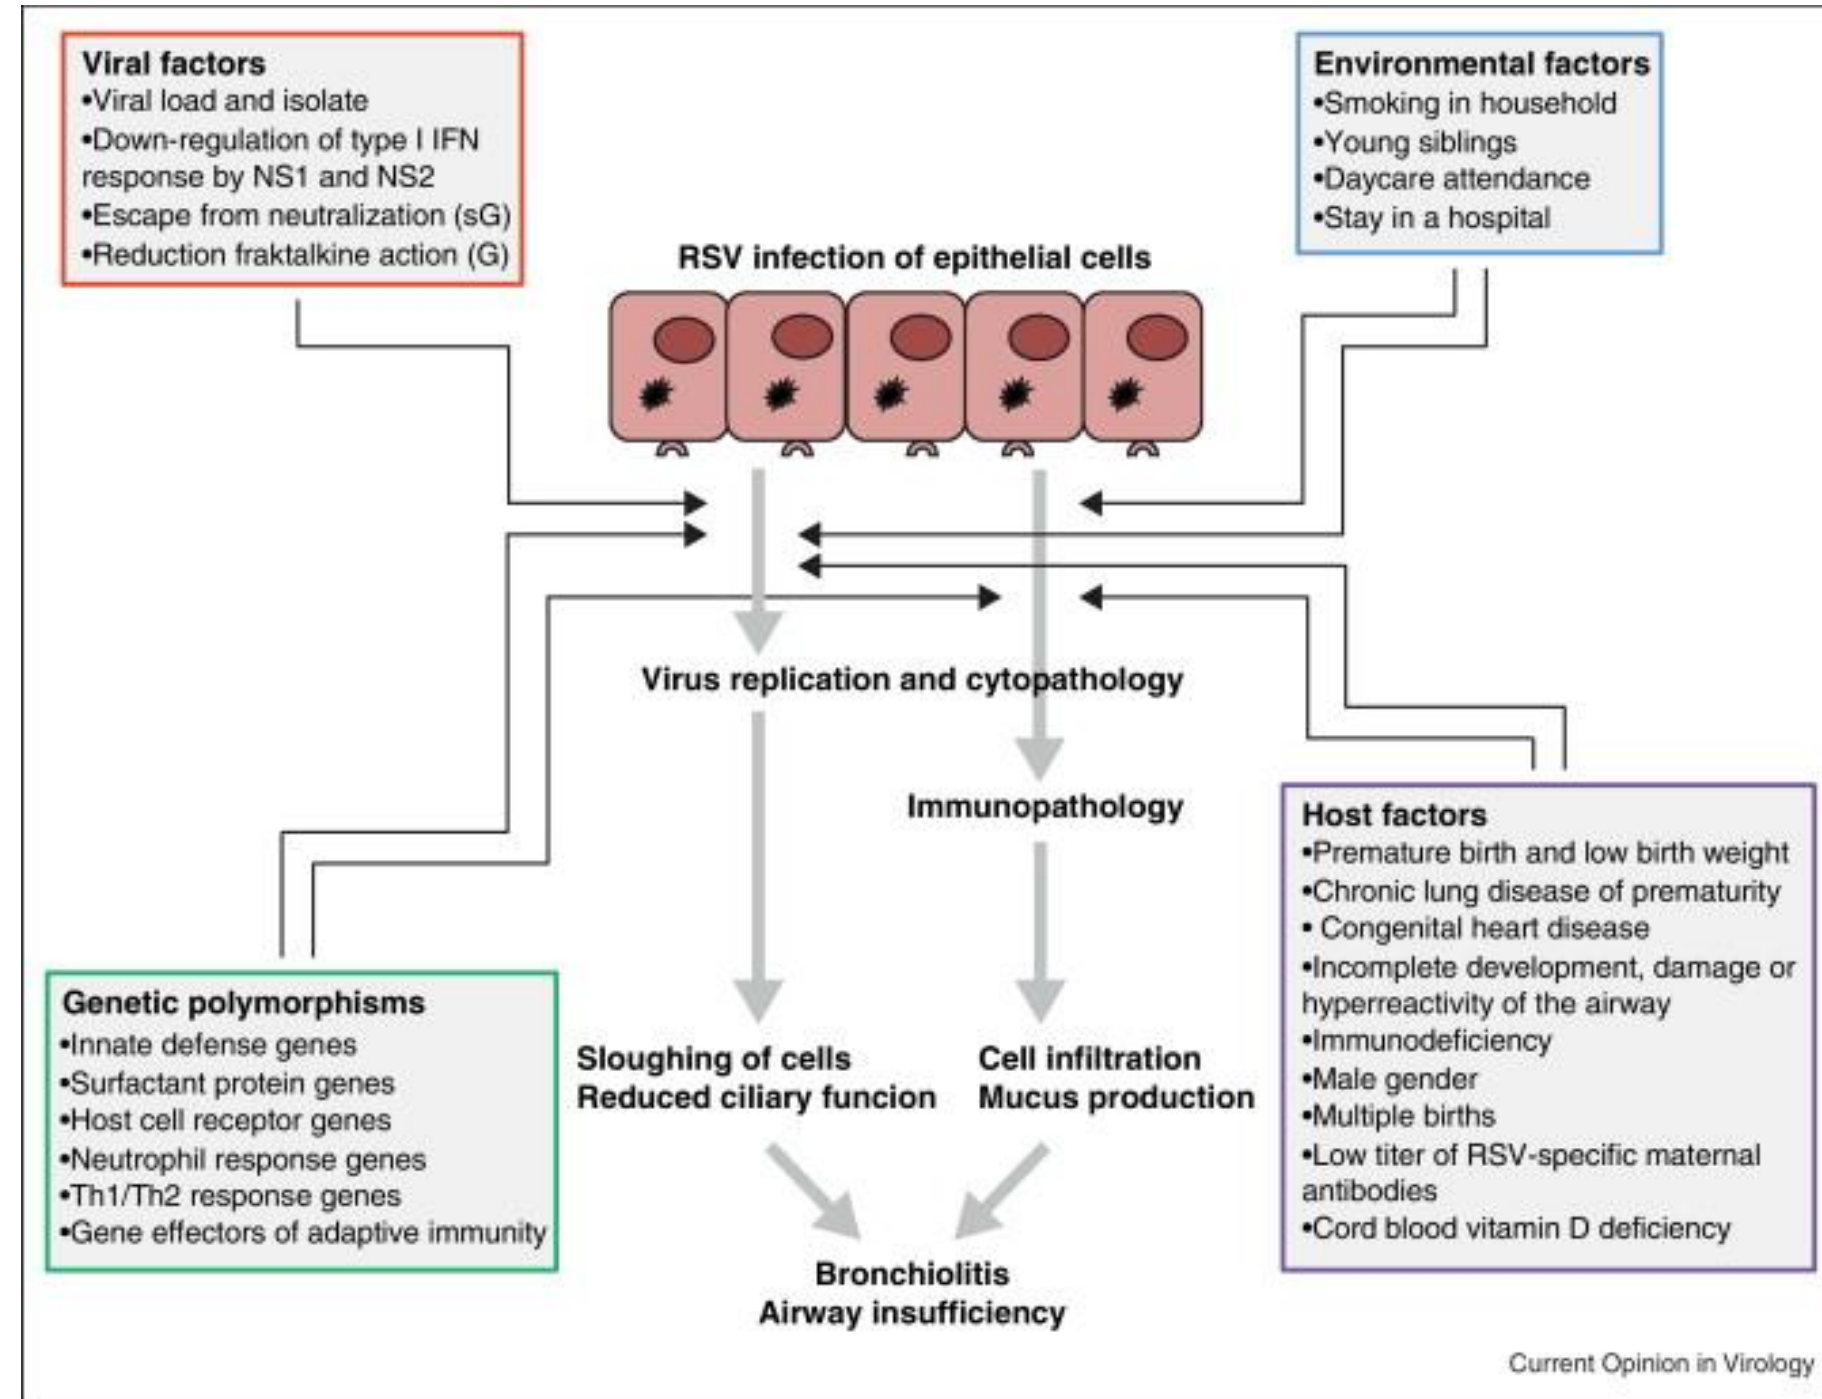 Viral factors
•Viral load and isolate
•Down-regulation of type I IFN
response by NS1 and NS2
•Escape from neutralization (sG)
•Reduction fraktalkine action (G)
Environmental factors
•Smoking in household
•Young siblings
•Daycare attendance
•Stay in a hospital
RSV infection of epithelial cells
Virus replication and cytopathology
Immunopathology
Genetic polymorphisms
•Innate defense genes
•Surfactant protein genes
•Host cell receptor genes
•Neutrophil response genes
•Th1/Th2 response genes
•Gene effectors of adaptive immunity
Sloughing of cells
Reduced ciliary funcion
Cell infiltration
Mucus production
Host factors
•Premature birth and low birth weight
•Chronic lung disease of prematurity
• Congenital heart disease
•Incomplete development, damage or
hyperreactivity of the airway
•Immunodeficiency
•Male gender
•Multiple births
•Low titer of RSV-specific maternal
antibodies
•Cord blood vitamin D deficiency
Bronchiolitis
Airway insufficiency
Current Opinion in Virology